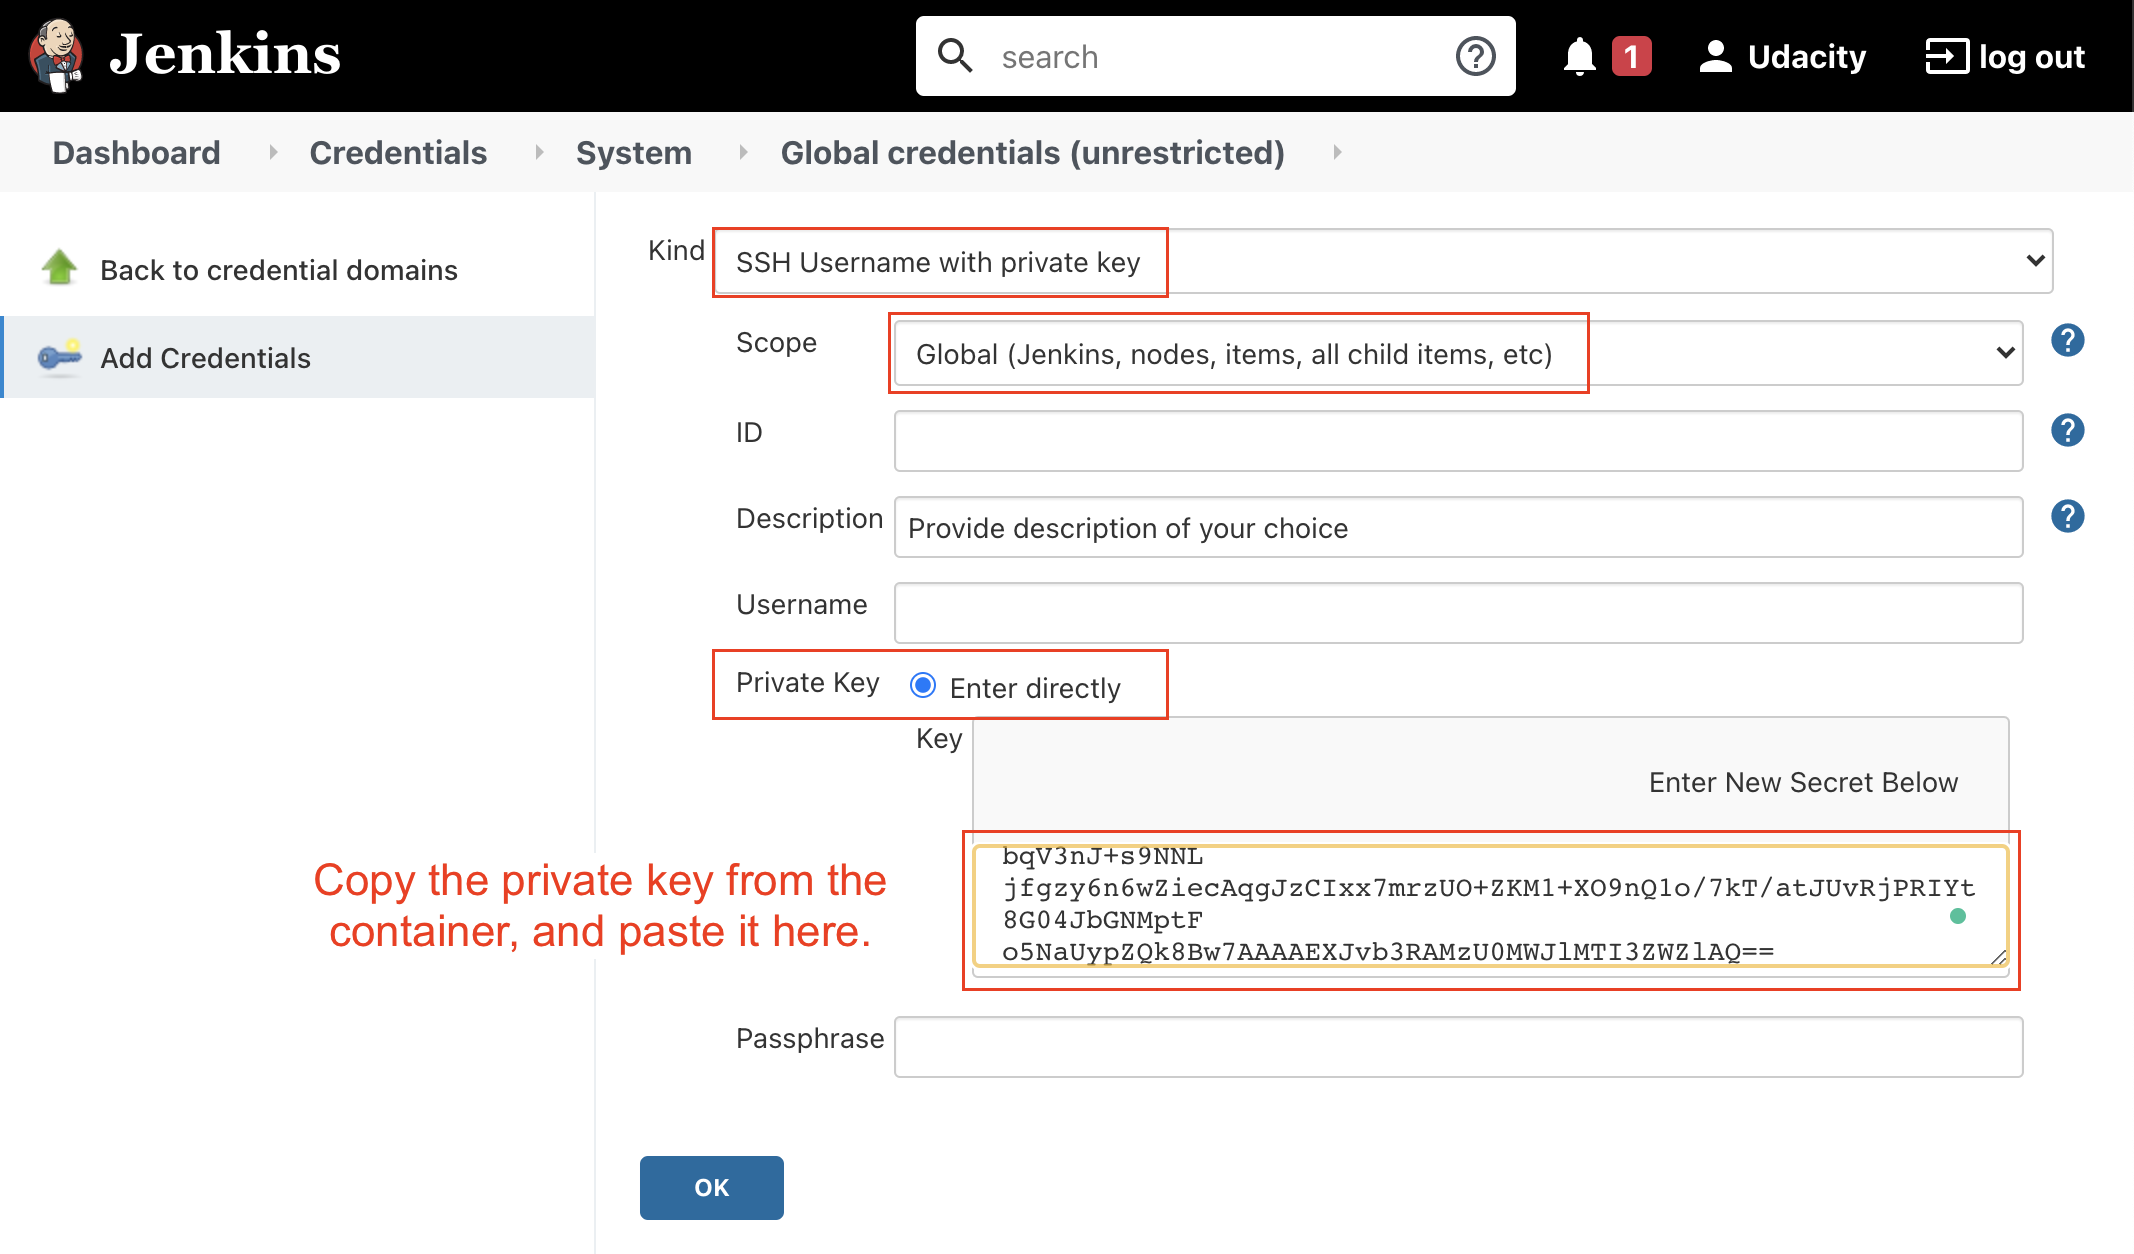 Jenkins
search
1
Udacity
log out
Dashboard
Credentials
System
Global credentials (unrestricted)
Back to credential domains
Add Credentials
Kind
SSH Username with private key
Scope
Global (Jenkins, nodes, items, all child items, etc)
?
ID
?
Description
Provide description of your choice
?
Username
Private Key
Enter directly
Key
Enter New Secret Below
bqV3nJ+s9NNL
jfgzy6n6wZiecAqgJzCIxx7mrzUO+ZKM1+XO9nQ1o/7kT/atJUvRjPRIYt
8G04JbGNMptF
o5NaUypZQk8Bw7AAAAEXJvb3RAMzU0MWJlMTI3ZWZlAQ==
Copy the private key from the
container, and paste it here.
Passphrase
OK